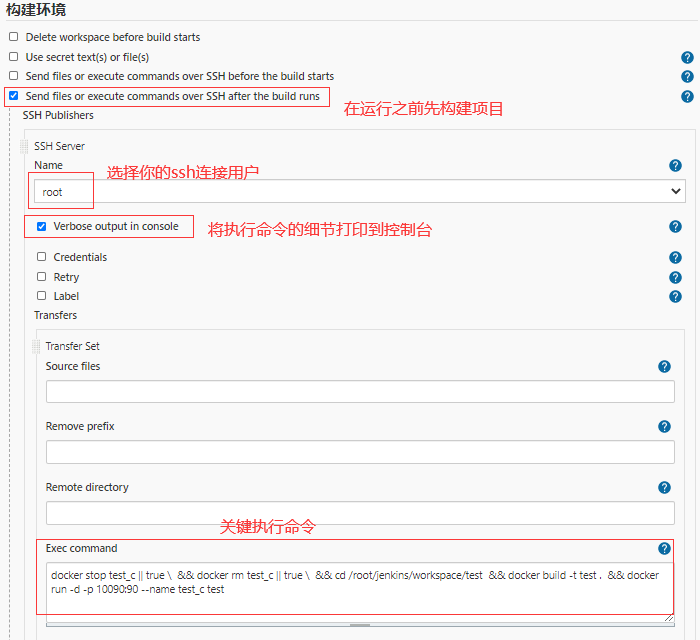 构建环境
Delete workspace before build starts
Use secret text(s) or file(s)
Send files or execute commands over SSH before the build starts
Send files or execute commands over SSH after the build runs
在运行之前先构建项目
SSH Publishers
SSH Server
Name
选择你的ssh连接用户
root
Verbose output in console
将执行命令的细节打印到控制台
Credentials
Retry
Label
Transfers
Transfer Set
Source files
Remove prefix
Remote directory
关键执行命令
Exec command
docker stop test_c || true \  && docker rm test_c || true \  && cd /root/jenkins/workspace/test  && docker build -t test .  && docker
run -d -p 10090:90 --name test_c test